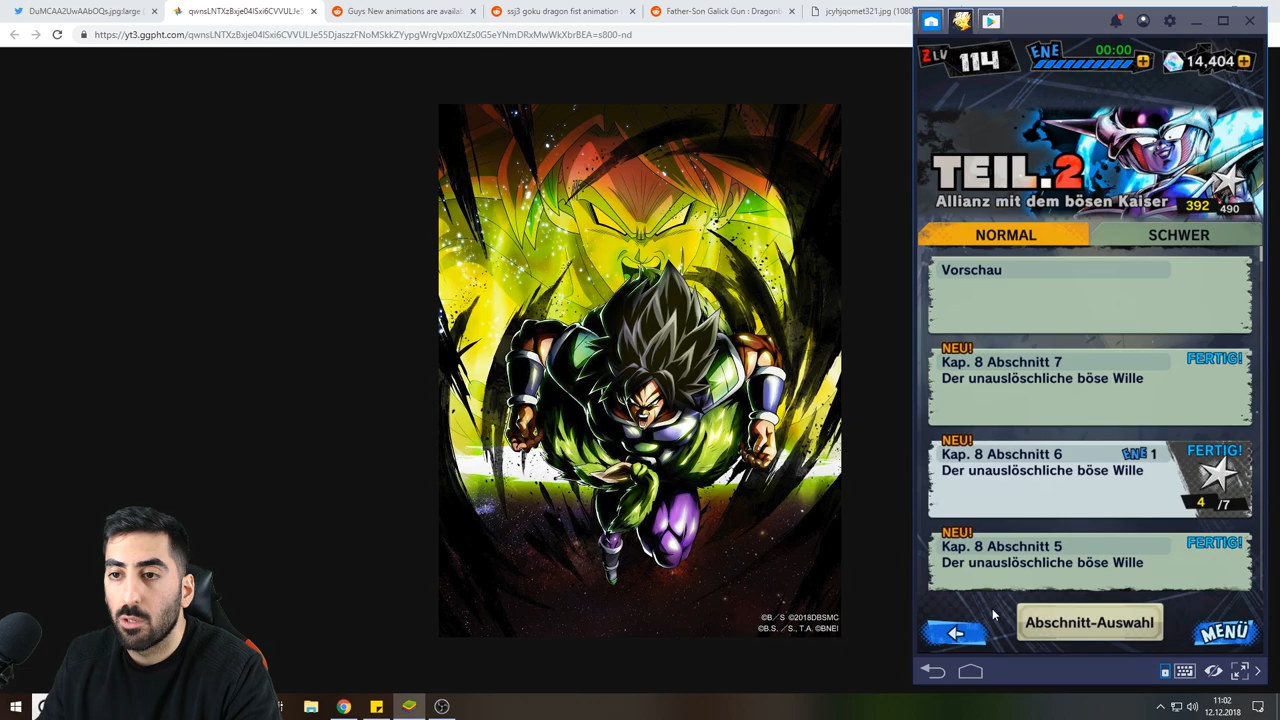 DuMCAA2UwAAbOQs.jpg:large (
qwnsLNTXzBxje04lSxi6CVVULJe5
Guys New animations are availab
ssj3 goku dragon fist animation
Father-Son Galick Gun : Dragonb
jcyhjqomet321.jpg (1080
https://yt3.ggpht.com/
ZLV 114
ENE 00:00
14,404
TEIL.2
Allianz mit dem bösen Kaiser
392 490
NORMAL
SCHWER
Vorschau
NEU!
Kap. 8 Abschnitt 7
FERTIG!
Der unauslöschliche böse Wille
NEU!
Kap. 8 Abschnitt 6
ENE 1
FERTIG!
Der unauslöschliche böse Wille
4 /7
NEU!
Kap. 8 Abschnitt 5
FERTIG!
Der unauslöschliche böse Wille
Abschnitt-Auswahl
MENÜ
©B/S ©2018DBSMC
©B.S. /S., T.A. ©BNEI
11:02
12.12.2018